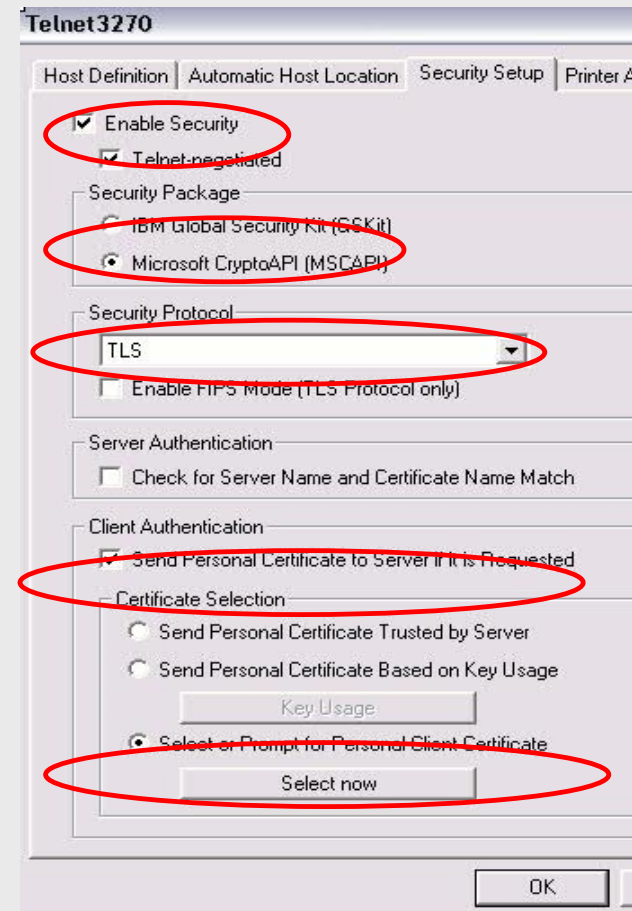 Telnet3270
Host Definition Automatic Host Location Security Setup Printer A
Enable Security
Telnet-negotiated
Security Package
IBM Global Security Kit (GSKit)
Microsoft CryptoAPI (MSCAPI)
Security Protocol
TLS
Enable FIPS Mode (TLS Protocol only)
Server Authentication
Check for Server Name and Certificate Name Match
Client Authentication
Send Personal Certificate to Server if it is Requested
Certificate Selection
Send Personal Certificate Trusted by Server
Send Personal Certificate Based on Key Usage
Key Usage
Select or Prompt for Personal Client Certificate
Select now
OK